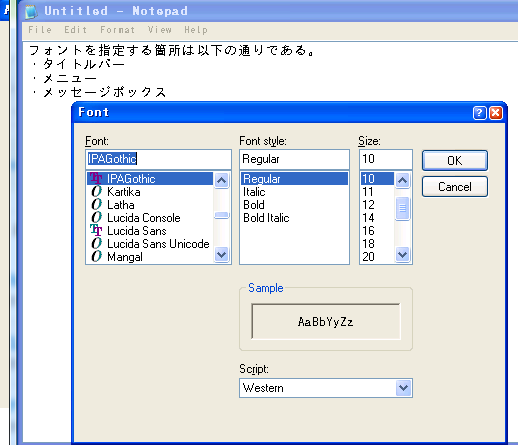 Untitled - Notepad
File Edit Format View Help
フォントを指定する箇所は以下の通りである。
・タイトルバー
・メニュー
・メッセージボックス
Font
Font: Font style: Size:
IPAGothic Regular 10 OK
IPAGothic Regular 10 Cancel
Kartika Italic 11
Latha Bold 12
Lucida Console Bold Italic 14
Lucida Sans 16
Lucida Sans Unicode 18
Mangal 20
Sample
AaBbYyZz
Script:
Western